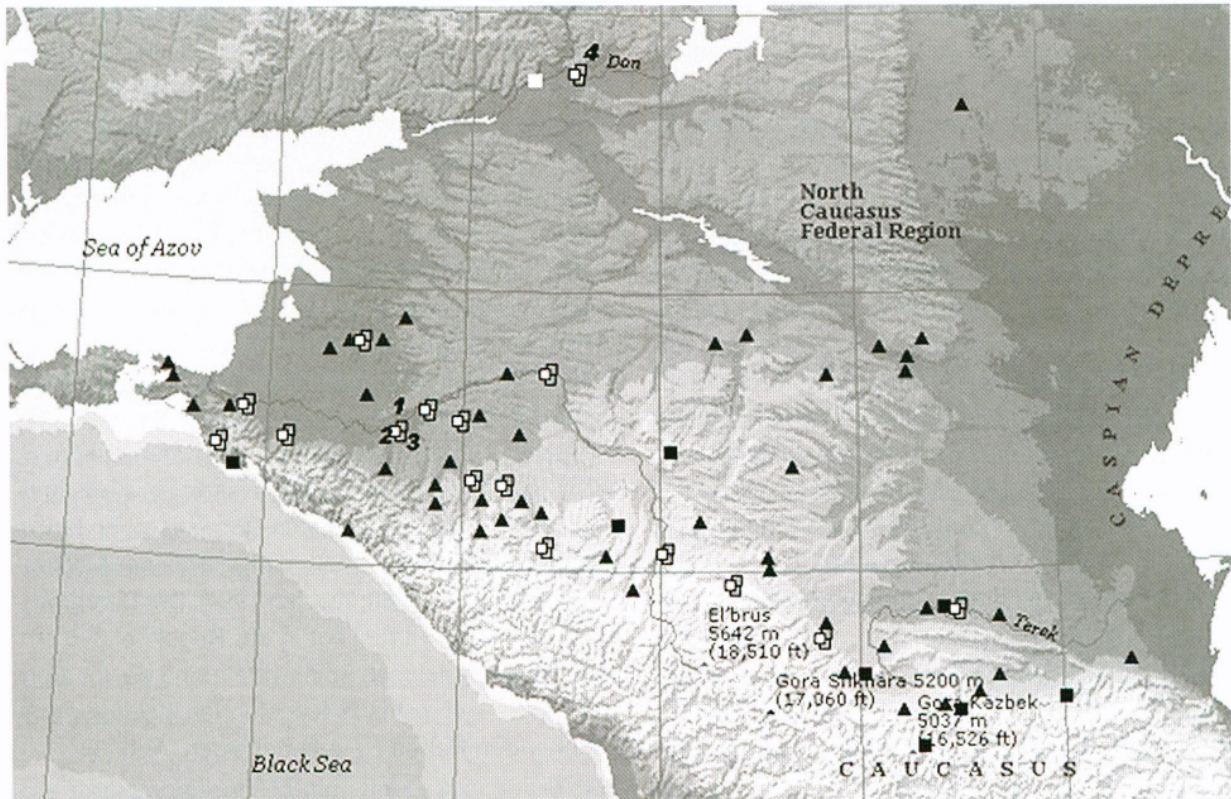 4
Don
North
Caucasus
Federal Region
Sea of Azov
CASPIAN DEPRE
1
2 3
El'brus
5642 m
(18,510 ft)
Terek
Gora Shkhara 5200 m
(17,060 ft)
Gora Kazbek
5037 m
(16,526 ft)
Black Sea
CAUCASUS